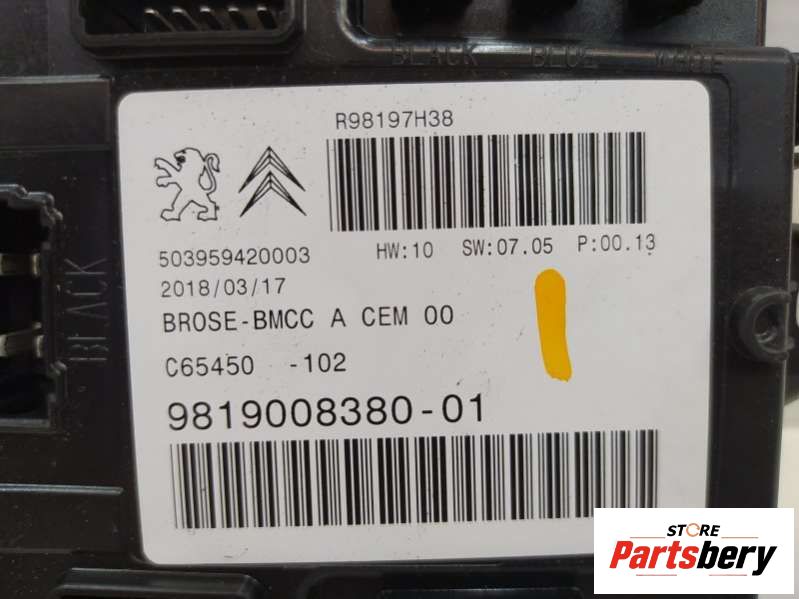 BLACK BLUE WHITE
R98197H38
503959420003 HW:10 SW:07.05 P:00.13
2018/03/17
BLACK
BROSE-BMCC A CEM 00
C65450 -102
9819008380-01
STORE
Partsbery